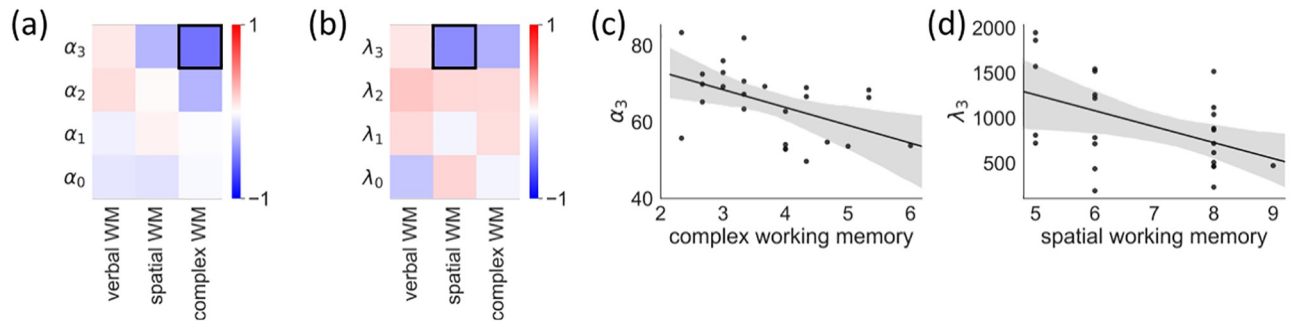 (a)
α3
α2
α1
α0
1
−1
verbal WM
spatial WM
complex WM
(b)
λ3
λ2
λ1
λ0
1
−1
verbal WM
spatial WM
complex WM
(c)
80
60
40
α3
2 3 4 5 6
complex working memory
(d)
2000
1500
1000
500
λ3
5 6 7 8 9
spatial working memory